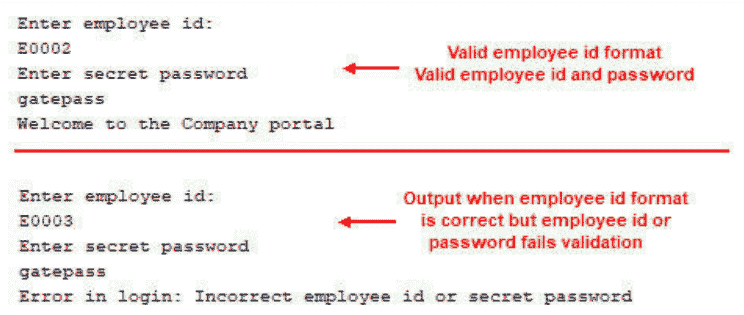 Enter employee id:
E0002
Enter secret password
gatepass
Welcome to the Company portal
Valid employee id format
Valid employee id and password
Enter employee id:
E0003
Enter secret password
gatepass
Error in login: Incorrect employee id or secret password
Output when employee id format
is correct but employee id or
password fails validation